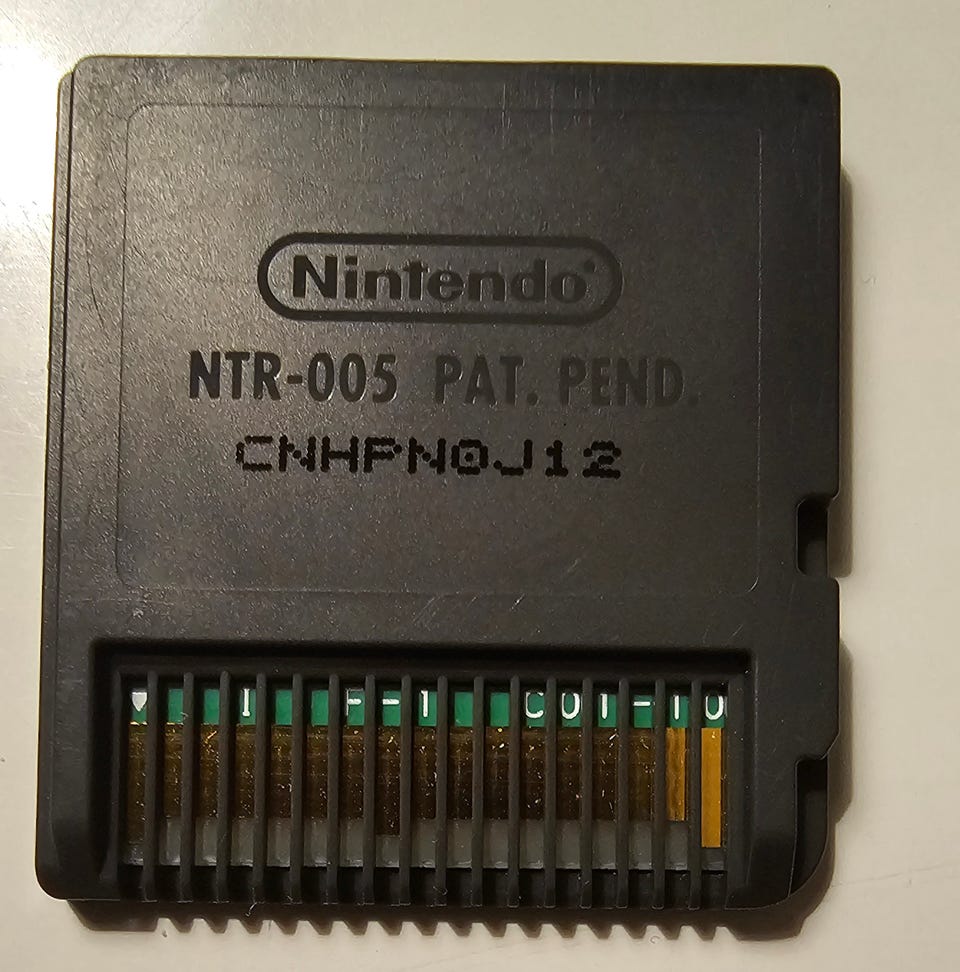 Nintendo®
NTR-005 PAT. PEND.
CNHPN0J12